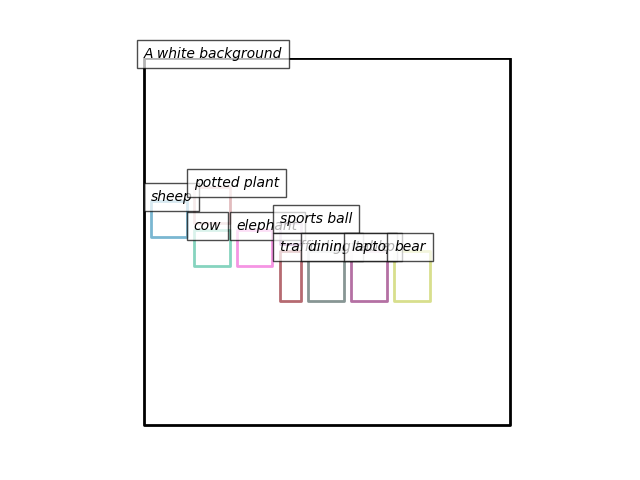 A white background
potted plant
sheep
sports ball
cow
elephant
dining
laptop
bear